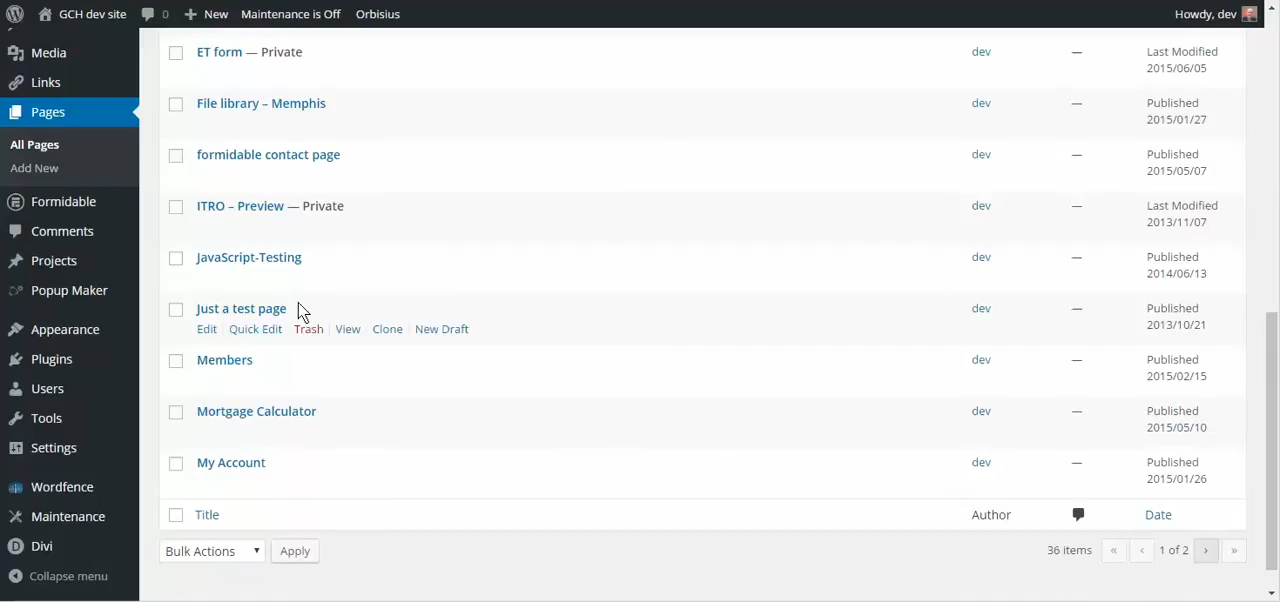 GCH dev site 0 New Maintenance is Off Orbisius Howdy, dev
Media
Links
Pages
All Pages
Add New
Formidable
Comments
Projects
Popup Maker
Appearance
Plugins
Users
Tools
Settings
Wordfence
Maintenance
Divi
Collapse menu
ET form — Private dev — Last Modified
2015/06/05
File library – Memphis dev — Published
2015/01/27
formidable contact page dev — Published
2015/05/07
ITRO – Preview — Private dev — Last Modified
2013/11/07
JavaScript-Testing dev — Published
2014/06/13
Just a test page dev — Published
2013/10/21
Edit | Quick Edit | Trash | View | Clone | New Draft
Members dev — Published
2015/02/15
Mortgage Calculator dev — Published
2015/05/10
My Account dev — Published
2015/01/26
Title Author Date
Bulk Actions Apply 36 items « ‹ 1 of 2 › »